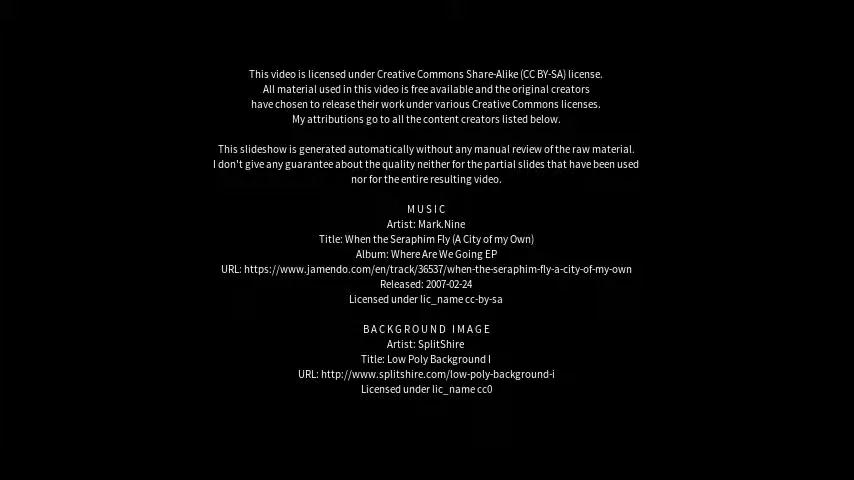 This video is licensed under Creative Commons Share-Alike (CC BY-SA) license.
All material used in this video is free available and the original creators
have chosen to release their work under various Creative Commons licenses.
My attributions go to all the content creators listed below.
This slideshow is generated automatically without any manual review of the raw material.
I don't give any guarantee about the quality neither for the partial slides that have been used
nor for the entire resulting video.
MUSIC
Artist: Mark.Nine
Title: When the Seraphim Fly (A City of my Own)
Album: Where Are We Going EP
URL: https://www.jamendo.com/en/track/36537/when-the-seraphim-fly-a-city-of-my-own
Released: 2007-02-24
Licensed under lic_name cc-by-sa
BACKGROUND IMAGE
Artist: SplitShire
Title: Low Poly Background I
URL: http://www.splitshire.com/low-poly-background-i
Licensed under lic_name cc0